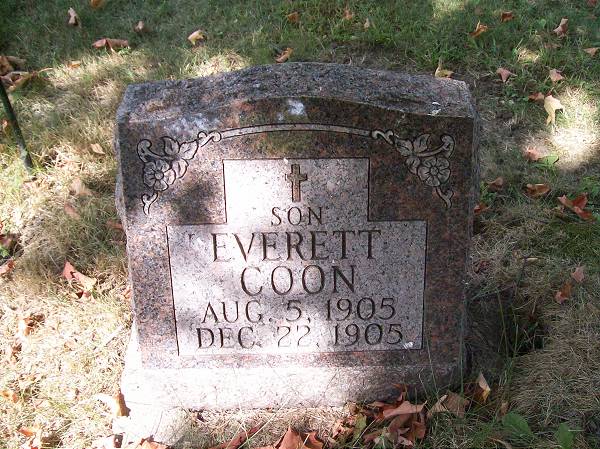 SON
EVERETT
COON
AUG. 5, 1905
DEC. 22, 1905